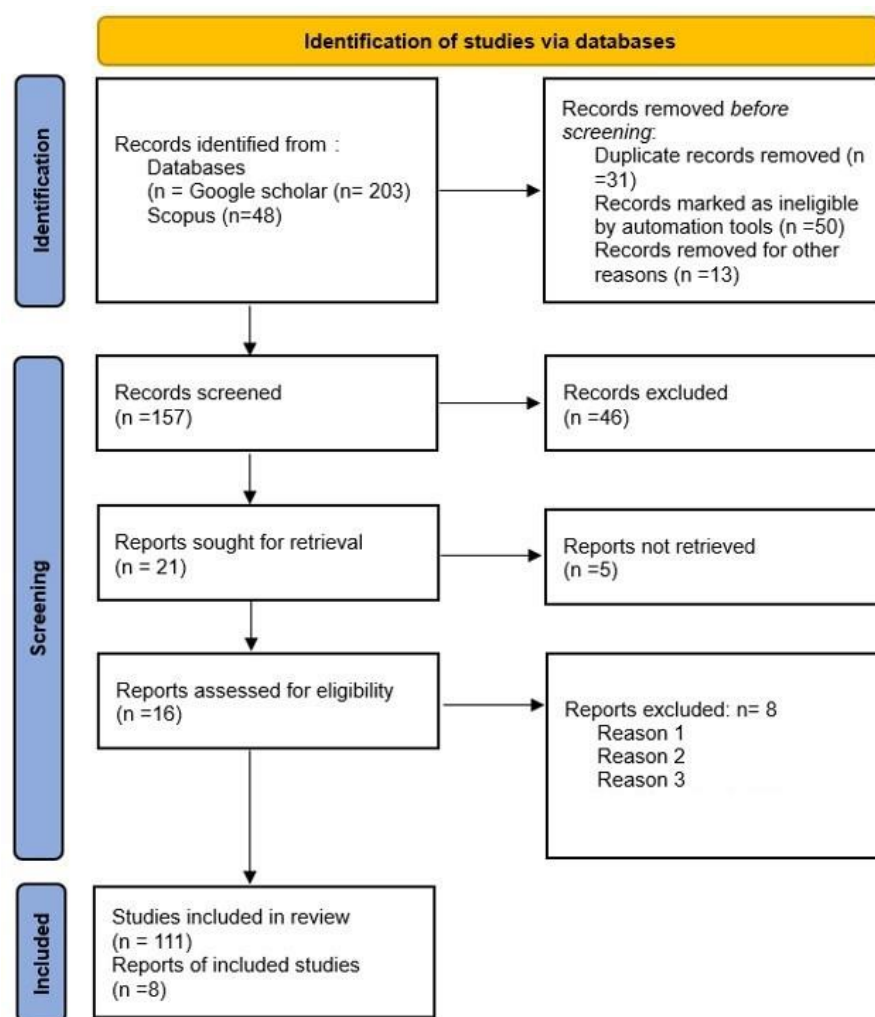 Identification of studies via databases
Identification
Records identified from :
Databases
(n = Google scholar (n= 203)
Scopus (n=48)
Records removed before
screening:
Duplicate records removed (n
=31)
Records marked as ineligible
by automation tools (n =50)
Records removed for other
reasons (n =13)
Screening
Records screened
(n =157)
Records excluded
(n =46)
Reports sought for retrieval
(n = 21)
Reports not retrieved
(n =5)
Reports assessed for eligibility
(n =16)
Reports excluded: n= 8
Reason 1
Reason 2
Reason 3
Included
Studies included in review
(n = 111)
Reports of included studies
(n =8)